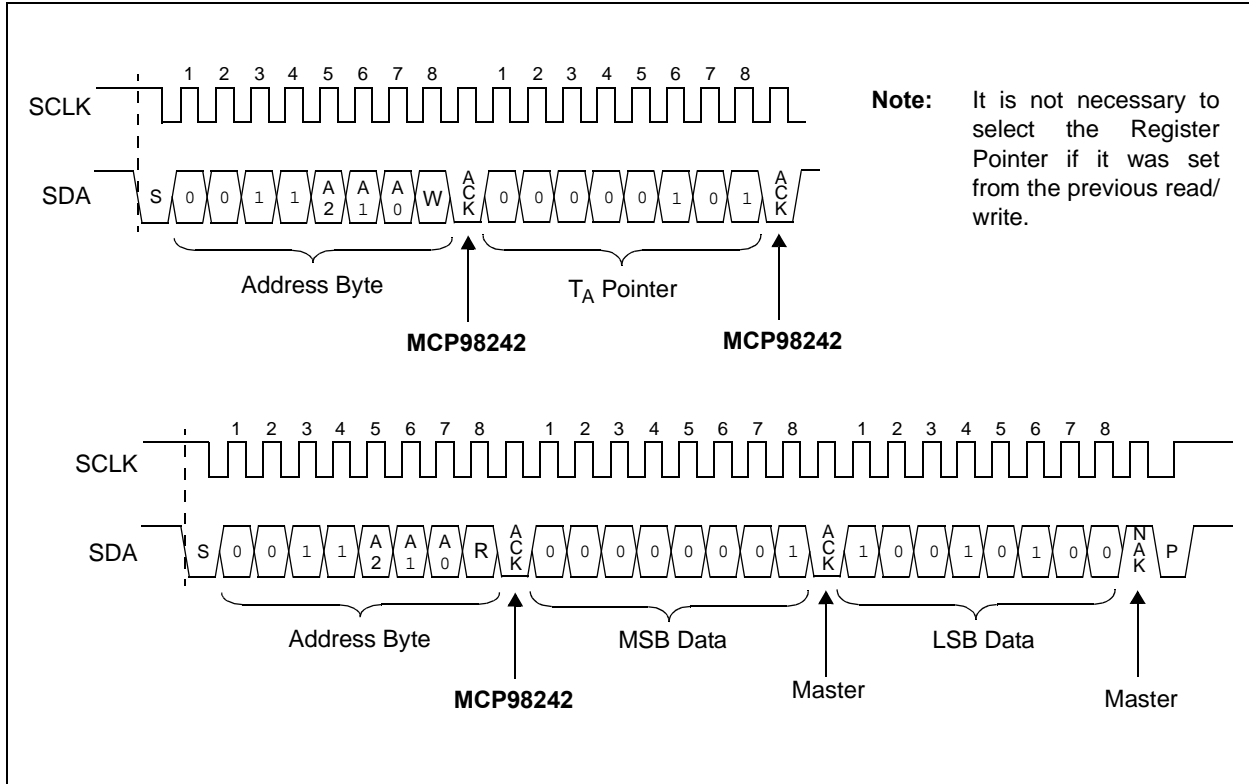 1 2 3 4 5 6 7 8 1 2 3 4 5 6 7 8
SCLK
Note: It is not necessary to
select the Register
Pointer if it was set
from the previous read/
write.
SDA
S 0 0 1 1 A2 A1 A0 W ACK 0 0 0 0 0 1 0 1 ACK
Address Byte
TA Pointer
MCP98242
MCP98242
1 2 3 4 5 6 7 8 1 2 3 4 5 6 7 8 1 2 3 4 5 6 7 8
SCLK
SDA
S 0 0 1 1 A2 A1 A0 R ACK 0 0 0 0 0 0 0 1 ACK 1 0 0 1 0 1 0 0 NAK P
Address Byte
MSB Data
LSB Data
MCP98242
Master
Master